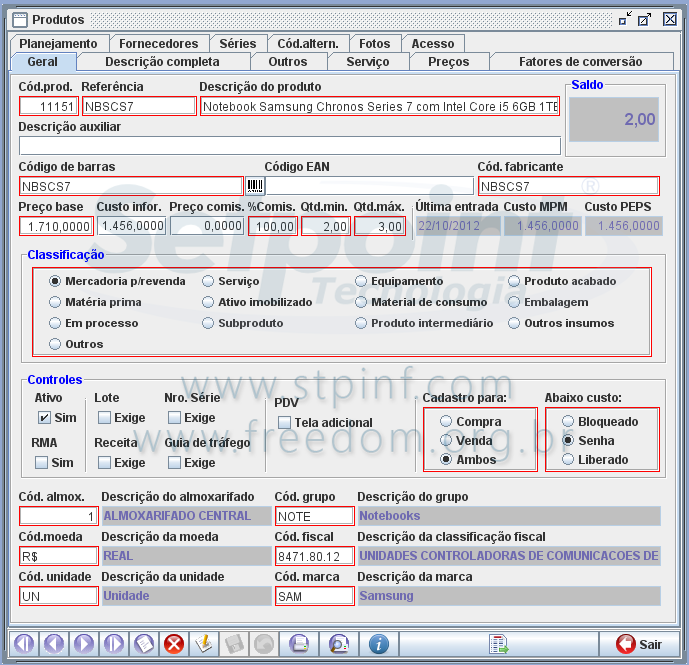 Produtos
Planejamento Fornecedores Séries Cód.altern. Fotos Acesso
Geral Descrição completa Outros Serviço Preços Fatores de conversão
Cód.prod. Referência Descrição do produto Saldo
11151 NBSCS7 Notebook Samsung Chronos Series 7 com Intel Core i5 6GB 1TB 2,00
Descrição auxiliar
Código de barras Código EAN Cód. fabricante
NBSCS7 NBSCS7
Preço base Custo infor. Preço comis. %Comis. Qtd.min. Qtd.máx. Última entrada Custo MPM Custo PEPS
1.710,0000 1.456,0000 0,0000 100,00 2,00 3,00 22/10/2012 1.456,0000 1.456,0000
Setpoint ®
Tecnologia
Classificação
Mercadoria p/revenda Serviço Equipamento Produto acabado
Matéria prima Ativo imobilizado Material de consumo Embalagem
Em processo Subproduto Produto intermediário Outros insumos
Outros
www.stpinf.com
www.freedom.org.br
Controles
Ativo Lote Nro. Série PDV Cadastro para: Abaixo custo:
Sim Exige Exige Tela adicional Compra Bloqueado
RMA Receita Guia de tráfego Venda Senha
Sim Exige Exige Ambos Liberado
Cód. almox. Descrição do almoxarifado Cód. grupo Descrição do grupo
1 ALMOXARIFADO CENTRAL NOTE Notebooks
Cód.moeda Descrição da moeda Cód. fiscal Descrição da classificação fiscal
R$ REAL 8471.80.12 UNIDADES CONTROLADORAS DE COMUNICACOES DE
Cód. unidade Descrição da unidade Cód. marca Descrição da marca
UN Unidade SAM Samsung
Sair